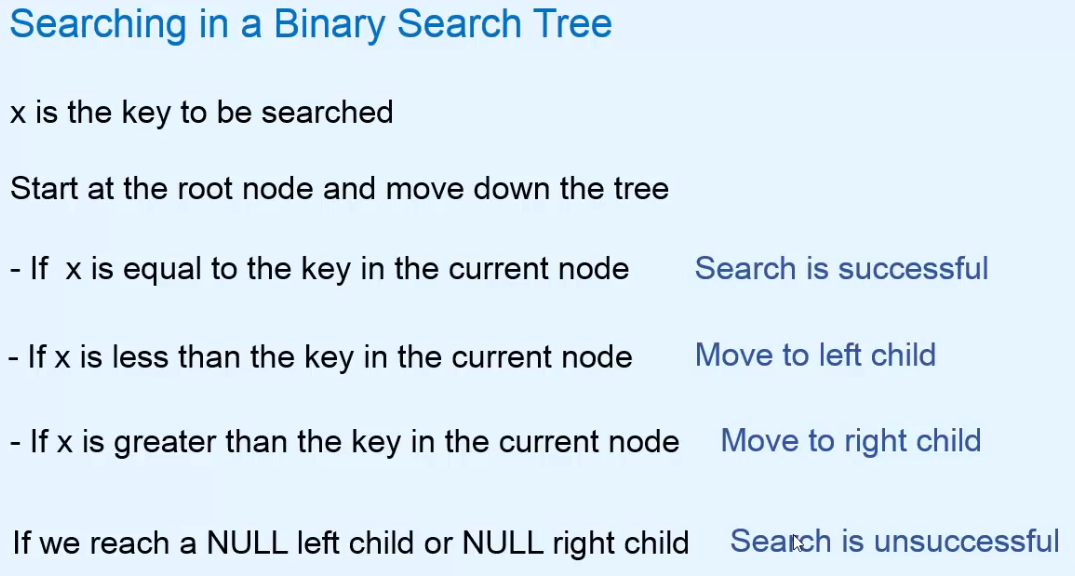 Searching in a Binary Search Tree
x is the key to be searched
Start at the root node and move down the tree
- If x is equal to the key in the current node Search is successful
- If x is less than the key in the current node Move to left child
- If x is greater than the key in the current node Move to right child
If we reach a NULL left child or NULL right child Search is unsuccessful